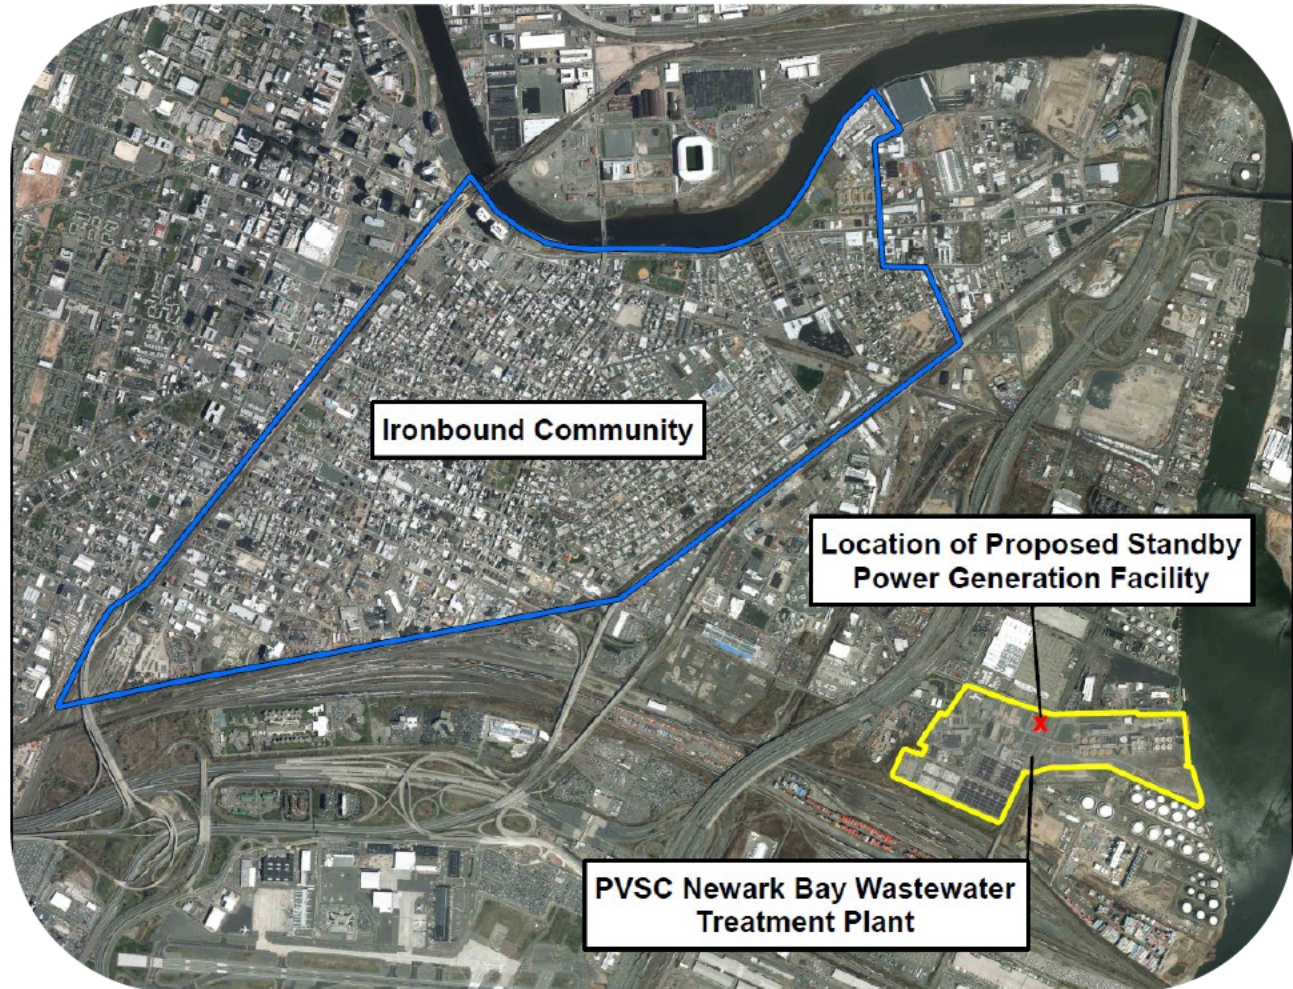 Ironbound Community
Location of Proposed Standby
Power Generation Facility
X
PVSC Newark Bay Wastewater
Treatment Plant